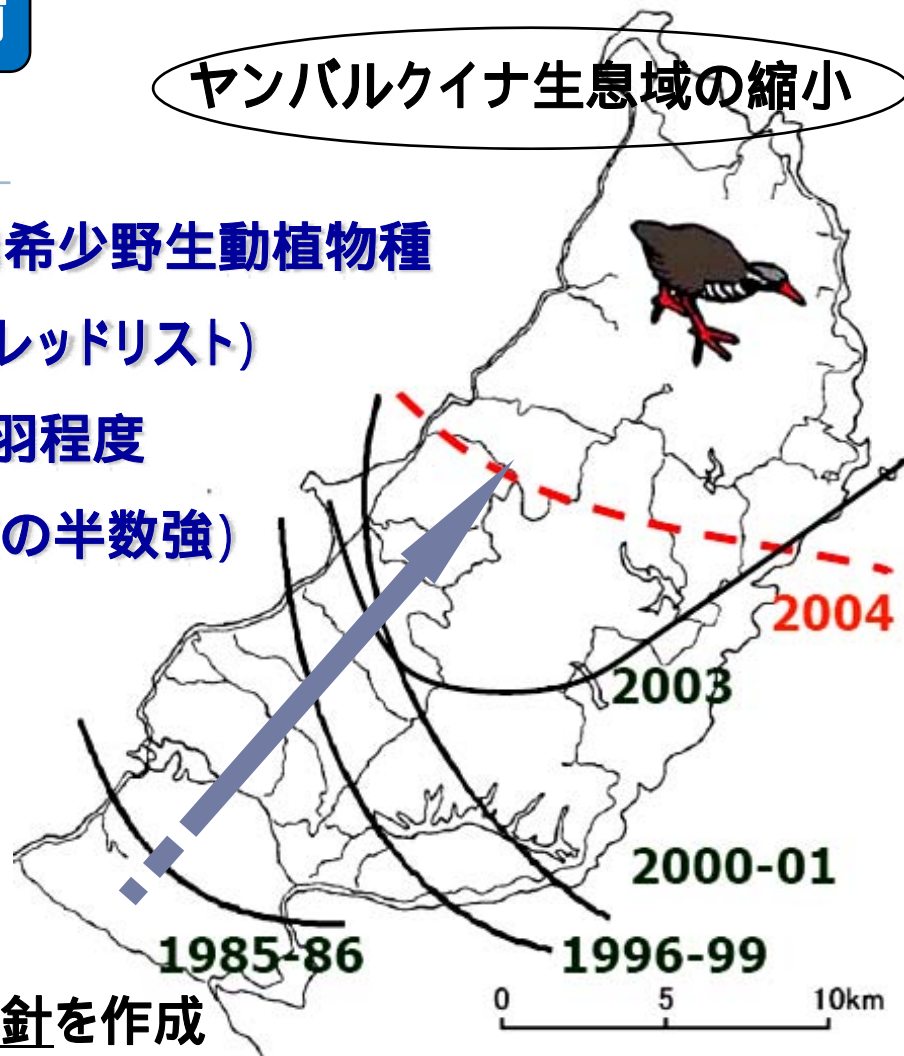 ヤンバルクイナ生息域の縮小
希少野生動植物種
レッドリスト)
羽程度
の半数強)
2004
2003
2000-01
1985-86
1996-99
0 5 10km
針を作成